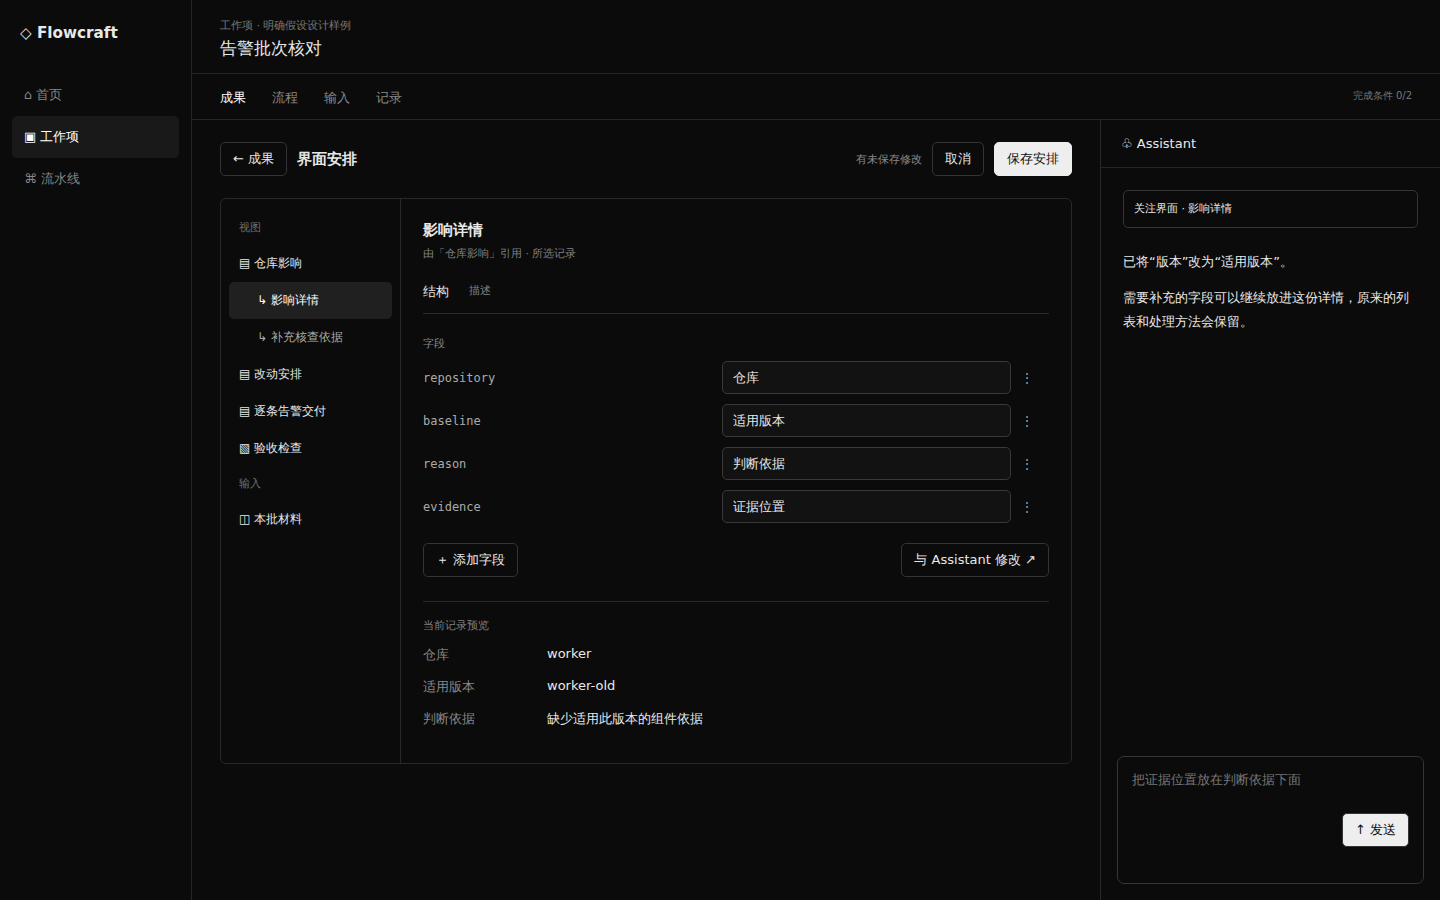 ◇ Flowcraft
⌂ 首页
▣ 工作项
⌘ 流水线
工作项 · 明确假设设计样例
告警批次核对
成果 流程 输入 记录
完成条件 0/2
← 成果
界面安排
有未保存修改
取消
保存安排
视图
▤ 仓库影响
↳ 影响详情
↳ 补充核查依据
▤ 改动安排
▤ 逐条告警交付
▧ 验收检查
输入
◫ 本批材料
影响详情
由「仓库影响」引用 · 所选记录
结构 描述
字段
repository 仓库 ⋮
baseline 适用版本 ⋮
reason 判断依据 ⋮
evidence 证据位置 ⋮
＋ 添加字段
与 Assistant 修改 ↗
当前记录预览
仓库 worker
适用版本 worker-old
判断依据 缺少适用此版本的组件依据
♧ Assistant
关注界面 · 影响详情
已将“版本”改为“适用版本”。
需要补充的字段可以继续放进这份详情，原来的列
表和处理方法会保留。
把证据位置放在判断依据下面
↑ 发送